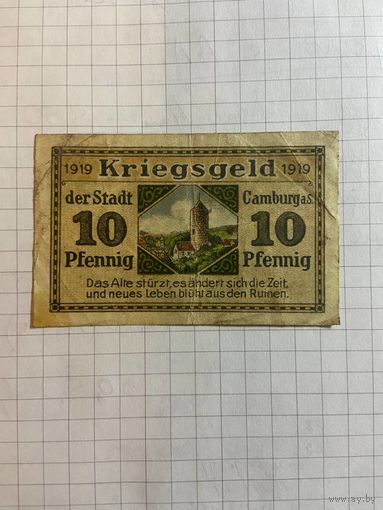 1919 Kriegsgeld 1919
der Stadt Camburg a.S.
10 10
Pfennig Pfennig
Das Alte stürzt, es ändert sich die Zeit,
und neues Leben blüht aus den Ruinen.
www.ay.by